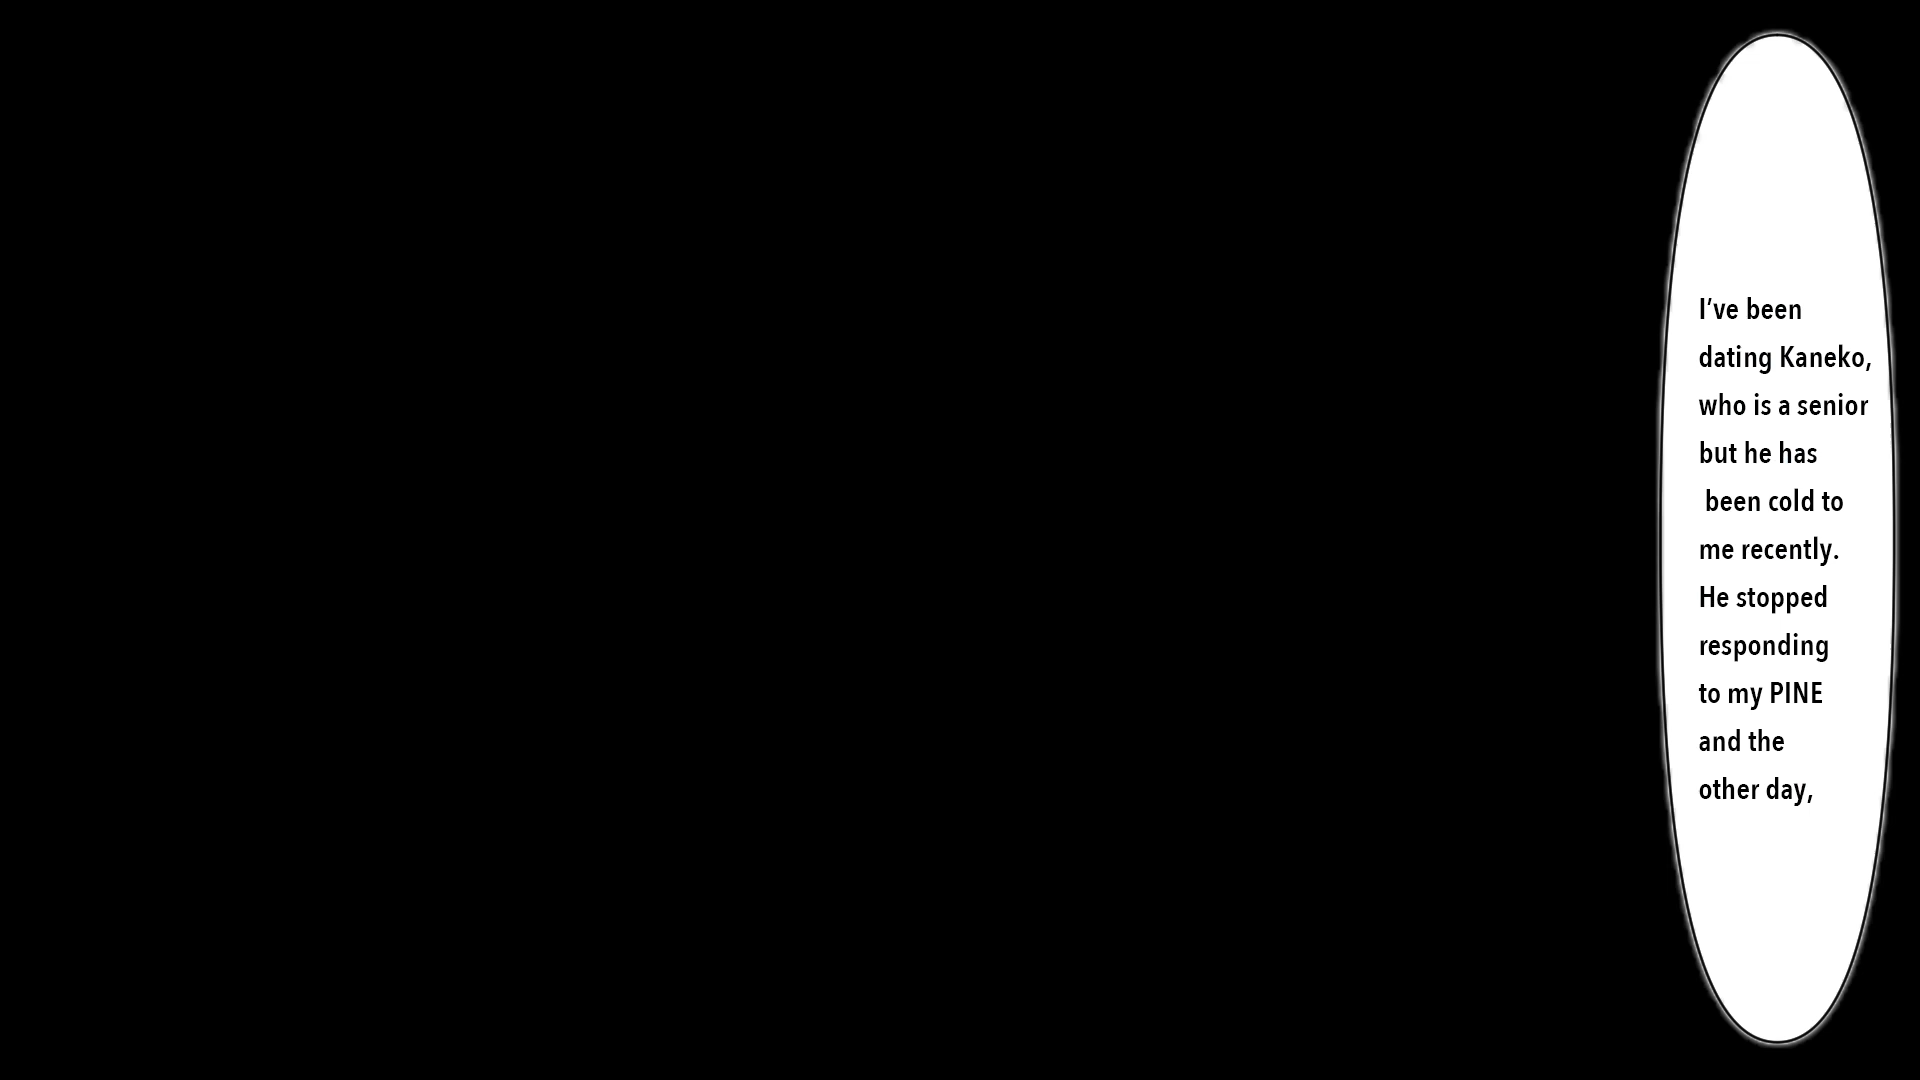 I’ve been
dating Kaneko,
who is a senior
but he has
been cold to
me recently.
He stopped
responding
to my PINE
and the
other day,